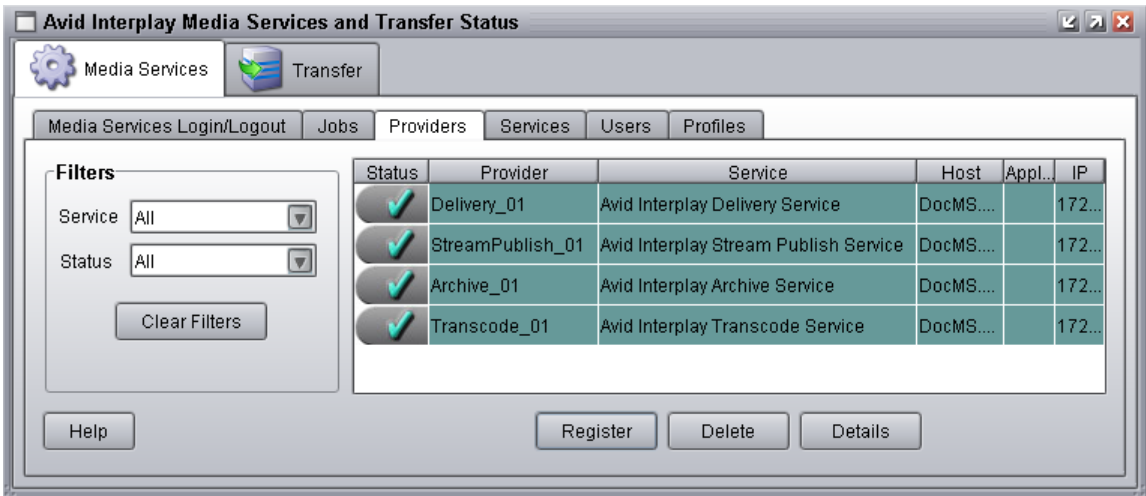 Avid Interplay Media Services and Transfer Status
Media Services Transfer
Media Services Login/Logout Jobs Providers Services Users Profiles
Filters
Service All
Status All
Clear Filters
Status Provider Service Host Appl... IP
Delivery_01 Avid Interplay Delivery Service DocMS.... 172...
StreamPublish_01 Avid Interplay Stream Publish Service DocMS.... 172...
Archive_01 Avid Interplay Archive Service DocMS.... 172...
Transcode_01 Avid Interplay Transcode Service DocMS.... 172...
Help Register Delete Details